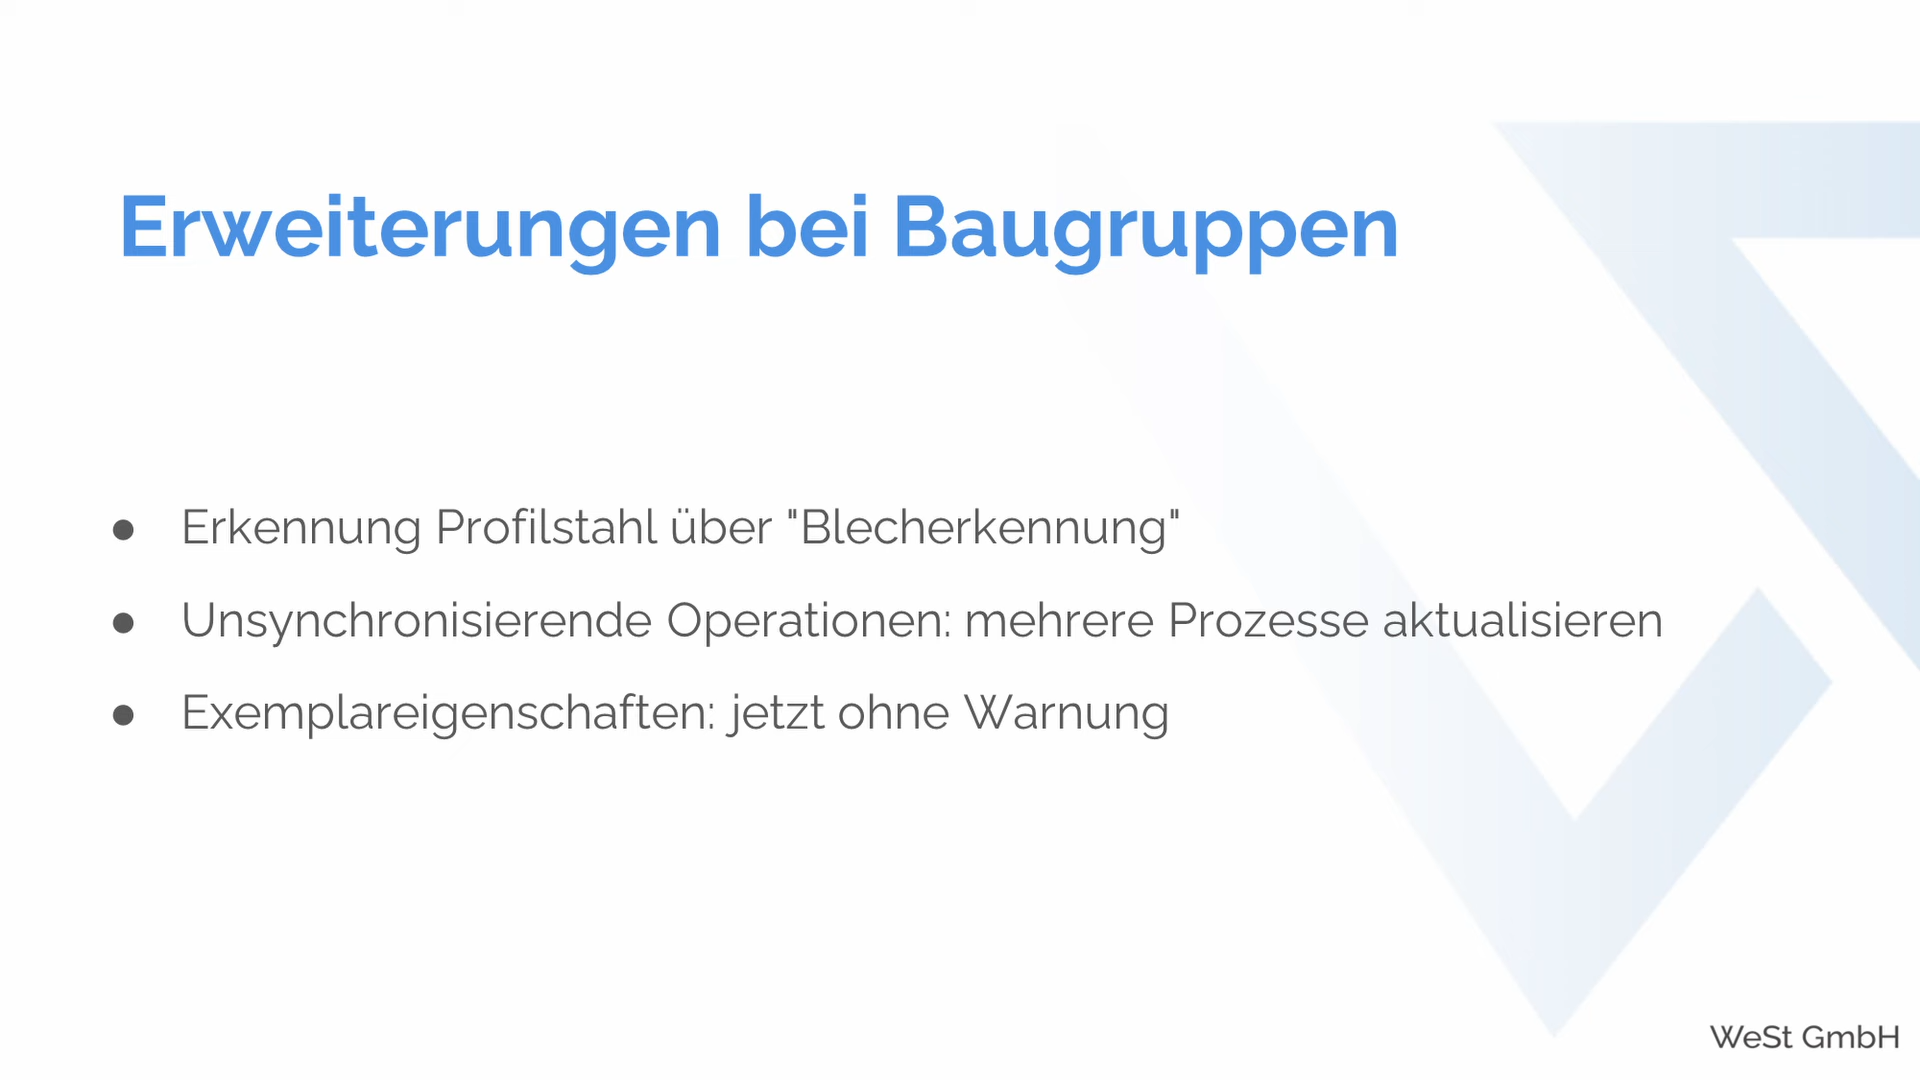 Erweiterungen bei Baugruppen
● Erkennung Profilstahl über "Blecherkennung"
● Unsynchronisierende Operationen: mehrere Prozesse aktualisieren
● Exemplareigenschaften: jetzt ohne Warnung
WeSt GmbH